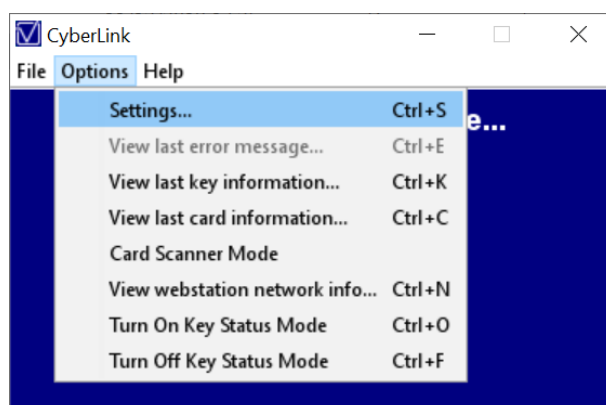 CyberLink
File Options Help
Settings... Ctrl+S
e...
View last error message... Ctrl+E
View last key information... Ctrl+K
View last card information... Ctrl+C
Card Scanner Mode
View webstation network info... Ctrl+N
Turn On Key Status Mode Ctrl+O
Turn Off Key Status Mode Ctrl+F